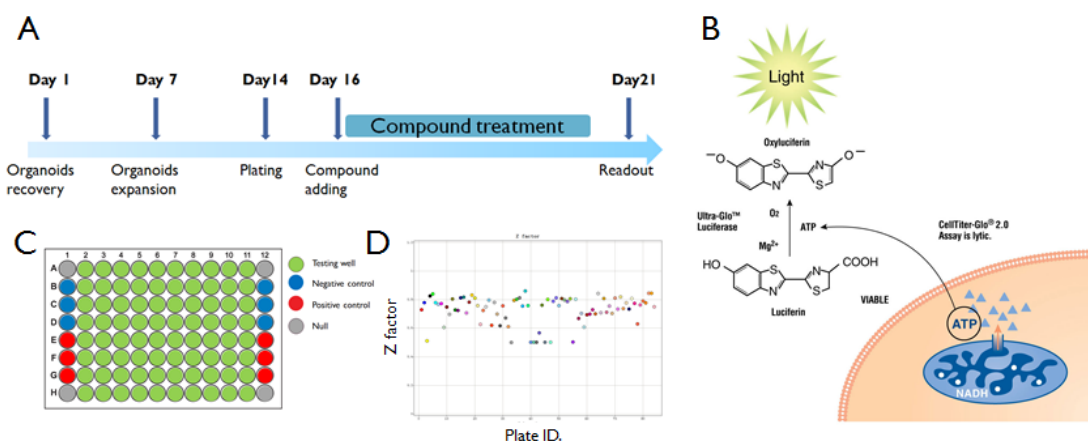 A
Day 1
Day 7
Day14
Day 16
Day21
Compound treatment
Organoids
recovery
Organoids
expansion
Plating
Compound
adding
Readout
B
Light
Oxyluciferin
−O
S
N
N
S
O−
Ultra-Glo™
Luciferase
O₂
ATP
Mg²⁺
CellTiter-Glo® 2.0
Assay is lytic.
HO
S
N
N
S
COOH
Luciferin
VIABLE
ATP
NADH
C
1 2 3 4 5 6 7 8 9 10 11 12
A
B
C
D
E
F
G
H
Testing well
Negative control
Positive control
Null
D
Z factor
Z factor
Plate ID.